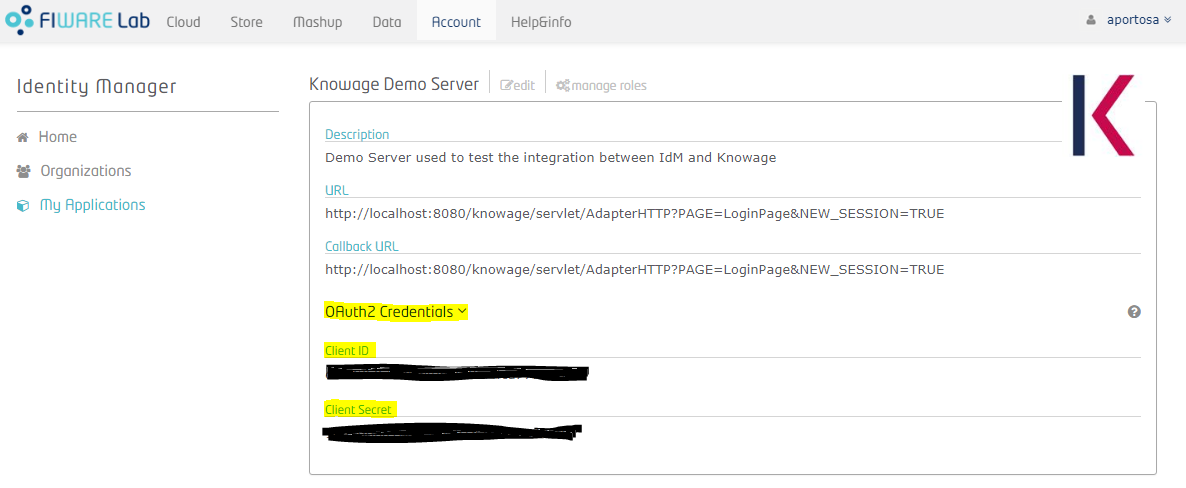 FIWARE Lab
Cloud
Store
Mashup
Data
Account
Help&info
aportosa
Identity Manager
Home
Organizations
My Applications
Knowage Demo Server
edit
manage roles
Description
Demo Server used to test the integration between IdM and Knowage
URL
http://localhost:8080/knowage/servlet/AdapterHTTP?PAGE=LoginPage&NEW_SESSION=TRUE
Callback URL
http://localhost:8080/knowage/servlet/AdapterHTTP?PAGE=LoginPage&NEW_SESSION=TRUE
OAuth2 Credentials
?
Client ID
Client Secret
K